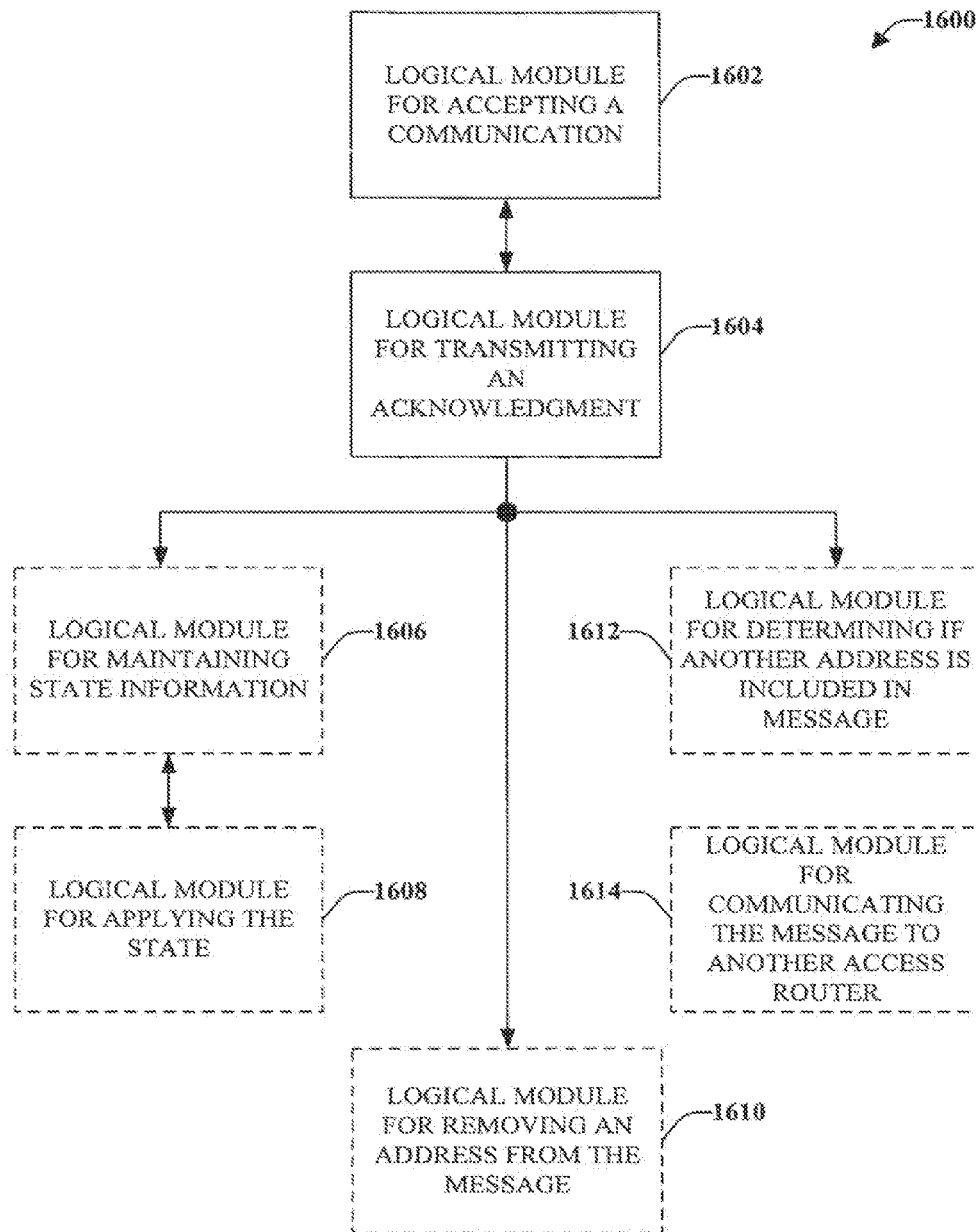 1600
LOGICAL MODULE
FOR ACCEPTING A
COMMUNICATION
1602
LOGICAL MODULE
FOR TRANSMITTING
AN
ACKNOWLEDGMENT
1604
LOGICAL MODULE
FOR MAINTAINING
STATE INFORMATION
1606
1612
LOGICAL MODULE
FOR DETERMINING IF
ANOTHER ADDRESS IS
INCLUDED IN
MESSAGE
LOGICAL MODULE
FOR APPLYING THE
STATE
1608
1614
LOGICAL MODULE
FOR
COMMUNICATING
THE MESSAGE TO
ANOTHER ACCESS
ROUTER
LOGICAL MODULE
FOR REMOVING AN
ADDRESS FROM THE
MESSAGE
1610